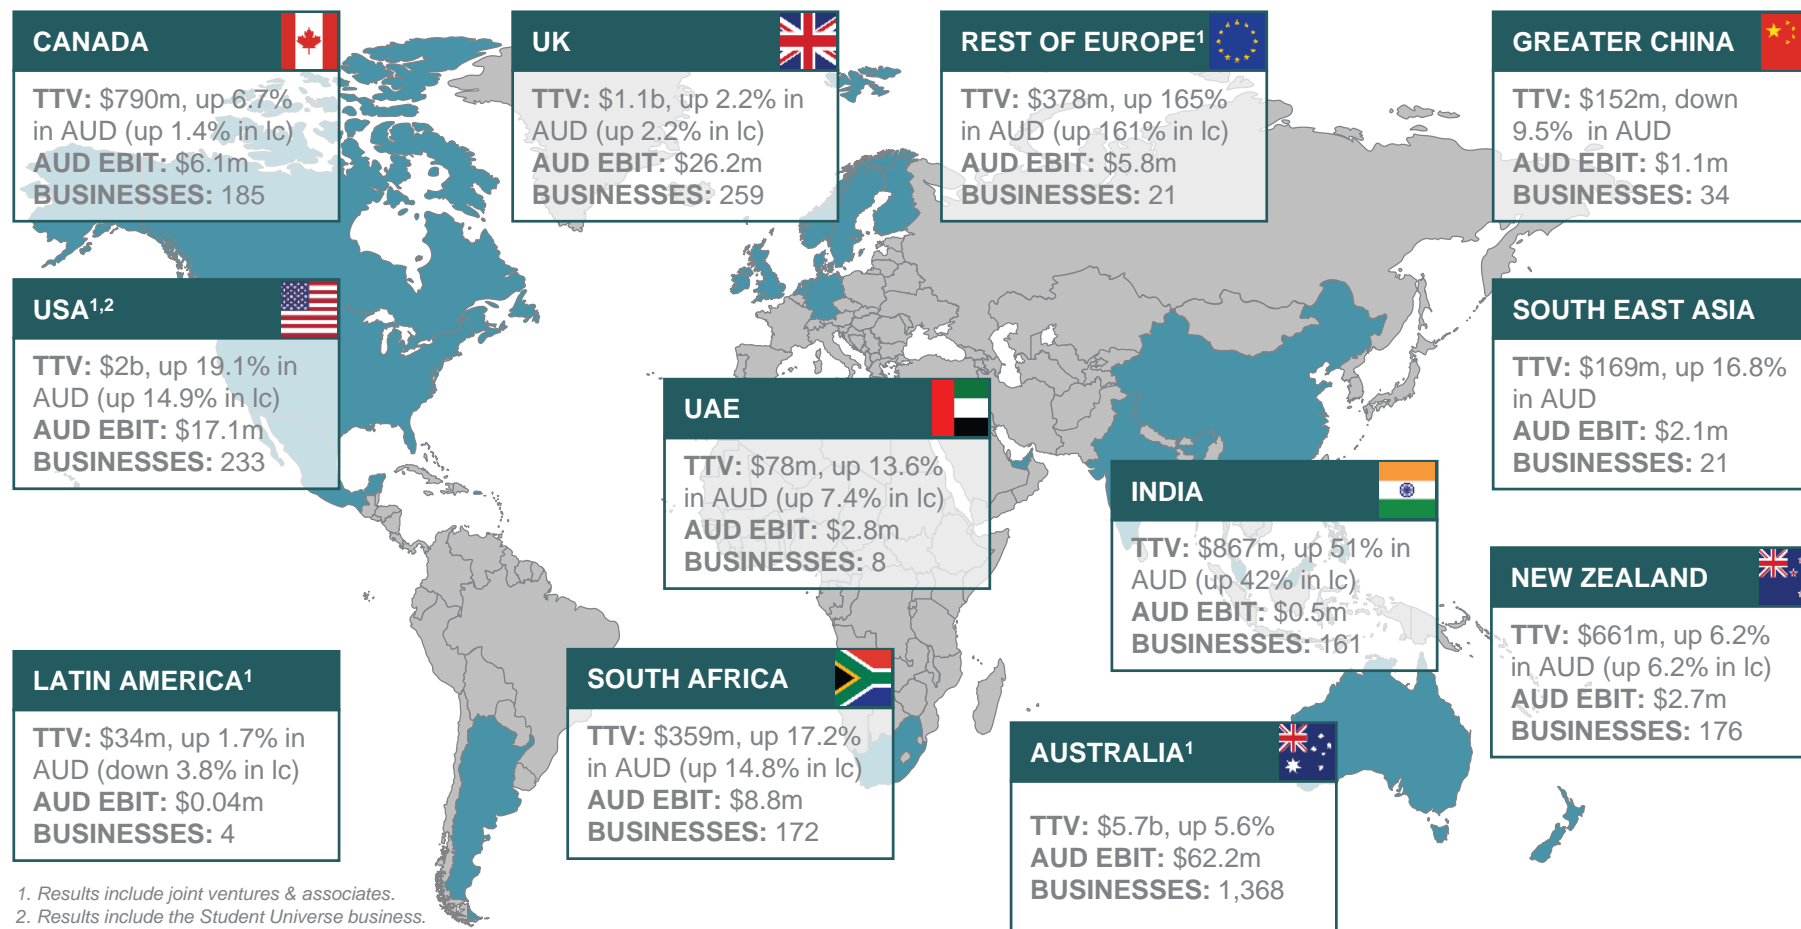 CANADA
TTV: $790m, up 6.7%
in AUD (up 1.4% in lc)
AUD EBIT: $6.1m
BUSINESSES: 185
UK
TTV: $1.1b, up 2.2% in
AUD (up 2.2% in lc)
AUD EBIT: $26.2m
BUSINESSES: 259
REST OF EUROPE¹
TTV: $378m, up 165%
in AUD (up 161% in lc)
AUD EBIT: $5.8m
BUSINESSES: 21
GREATER CHINA
TTV: $152m, down
9.5% in AUD
AUD EBIT: $1.1m
BUSINESSES: 34
USA¹,²
TTV: $2b, up 19.1% in
AUD (up 14.9% in lc)
AUD EBIT: $17.1m
BUSINESSES: 233
SOUTH EAST ASIA
TTV: $169m, up 16.8%
in AUD
AUD EBIT: $2.1m
BUSINESSES: 21
UAE
TTV: $78m, up 13.6%
in AUD (up 7.4% in lc)
AUD EBIT: $2.8m
BUSINESSES: 8
INDIA
TTV: $867m, up 51% in
AUD (up 42% in lc)
AUD EBIT: $0.5m
BUSINESSES: 161
NEW ZEALAND
TTV: $661m, up 6.2%
in AUD (up 6.2% in lc)
AUD EBIT: $2.7m
BUSINESSES: 176
LATIN AMERICA¹
TTV: $34m, up 1.7% in
AUD (down 3.8% in lc)
AUD EBIT: $0.04m
BUSINESSES: 4
SOUTH AFRICA
TTV: $359m, up 17.2%
in AUD (up 14.8% in lc)
AUD EBIT: $8.8m
BUSINESSES: 172
AUSTRALIA¹
TTV: $5.7b, up 5.6%
AUD EBIT: $62.2m
BUSINESSES: 1,368
1. Results include joint ventures & associates.
2. Results include the Student Universe business.